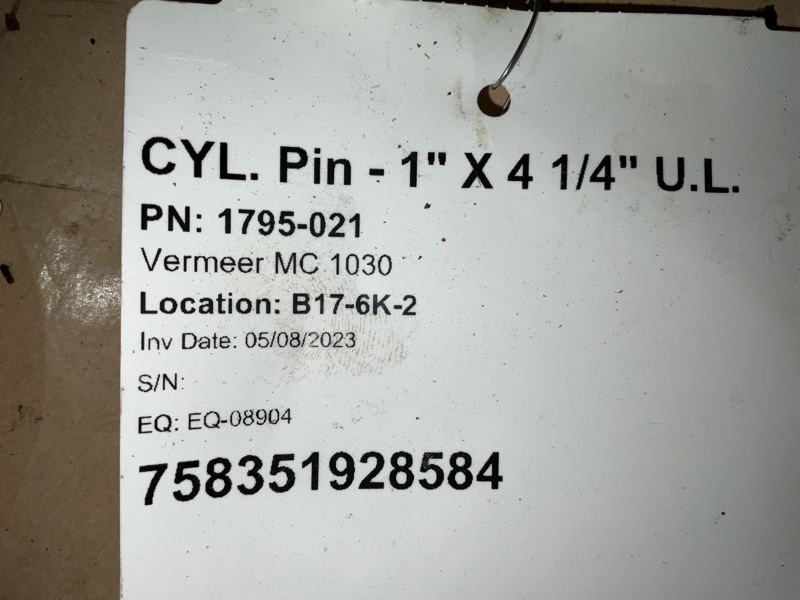 CYL. Pin - 1" X 4 1/4" U.L.
PN: 1795-021
Vermeer MC 1030
Location: B17-6K-2
Inv Date: 05/08/2023
S/N:
EQ: EQ-08904
758351928584